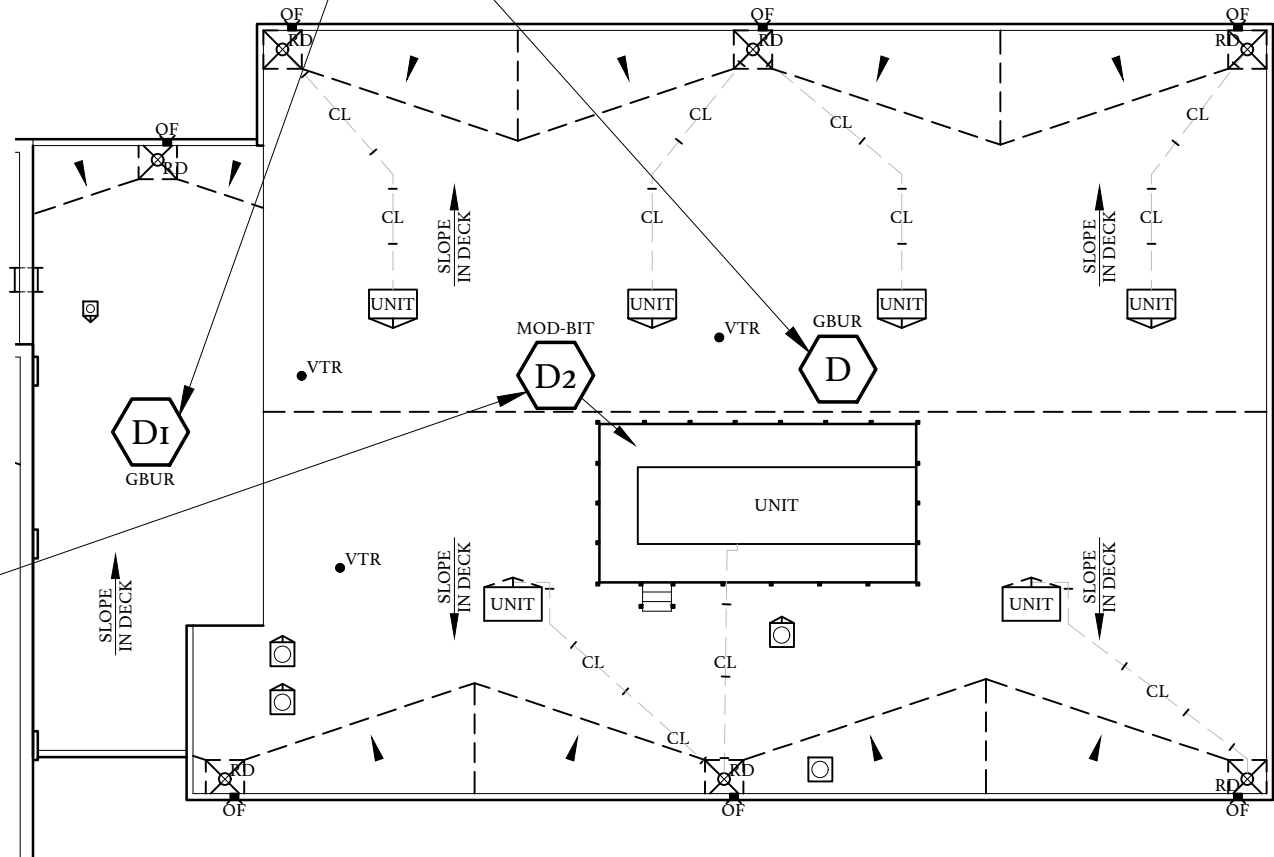 OF OF OF
RD RD RD
CL CL CL
OF
RD
CL CL CL CL
SLOPE
IN DECK
SLOPE
IN DECK
UNIT UNIT UNIT UNIT
MOD-BIT VTR GBUR
VTR
D2 D
D1
GBUR
UNIT
VTR
SLOPE
IN DECK
SLOPE
IN DECK
SLOPE
IN DECK
UNIT UNIT
CL CL
CL
CL
RD RD RD
OF OF OF